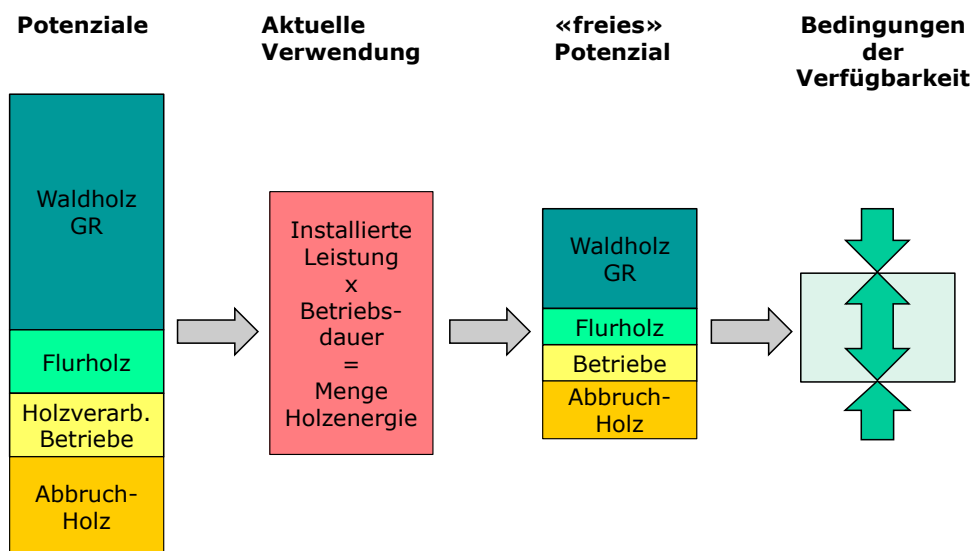 Potenziale
Aktuelle
Verwendung
«freies»
Potenzial
Bedingungen
der
Verfügbarkeit
Waldholz
GR
Flurholz
Holzverarb.
Betriebe
Abbruch-
Holz
Installierte
Leistung
x
Betriebs-
dauer
=
Menge
Holzenergie
Waldholz
GR
Flurholz
Betriebe
Abbruch-
Holz